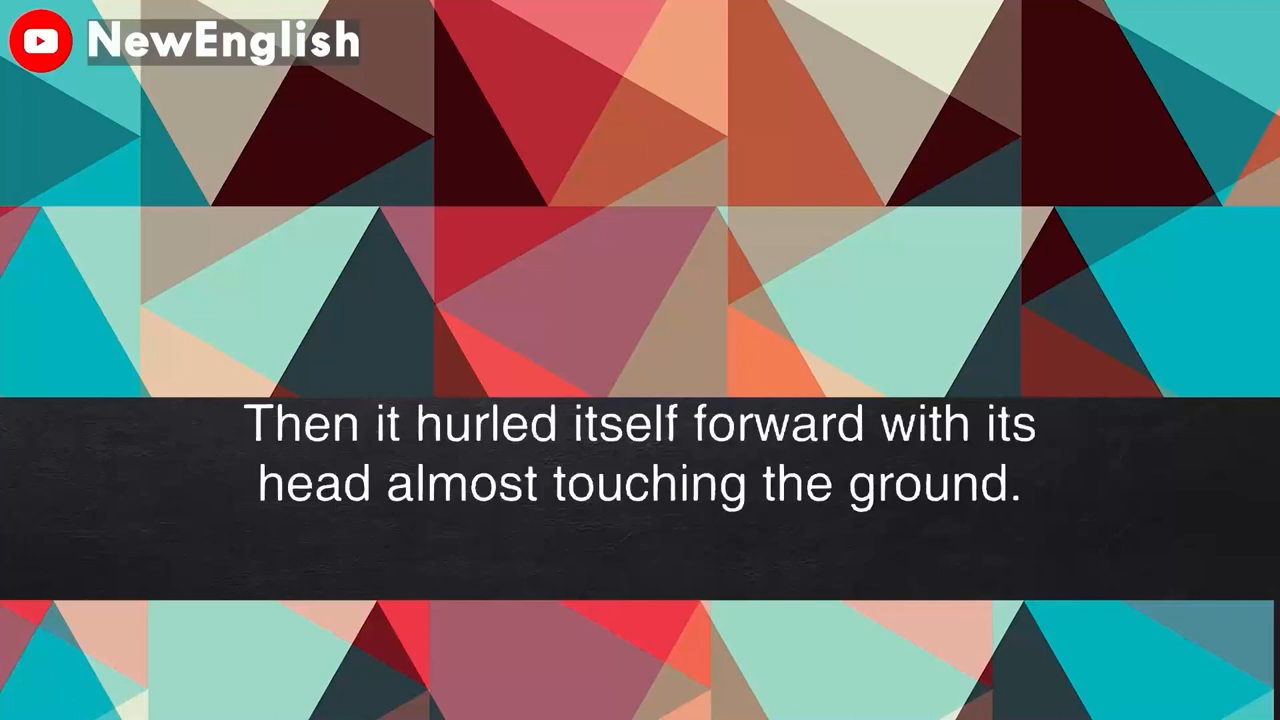 NewEnglish
Then it hurled itself forward with its
head almost touching the ground.